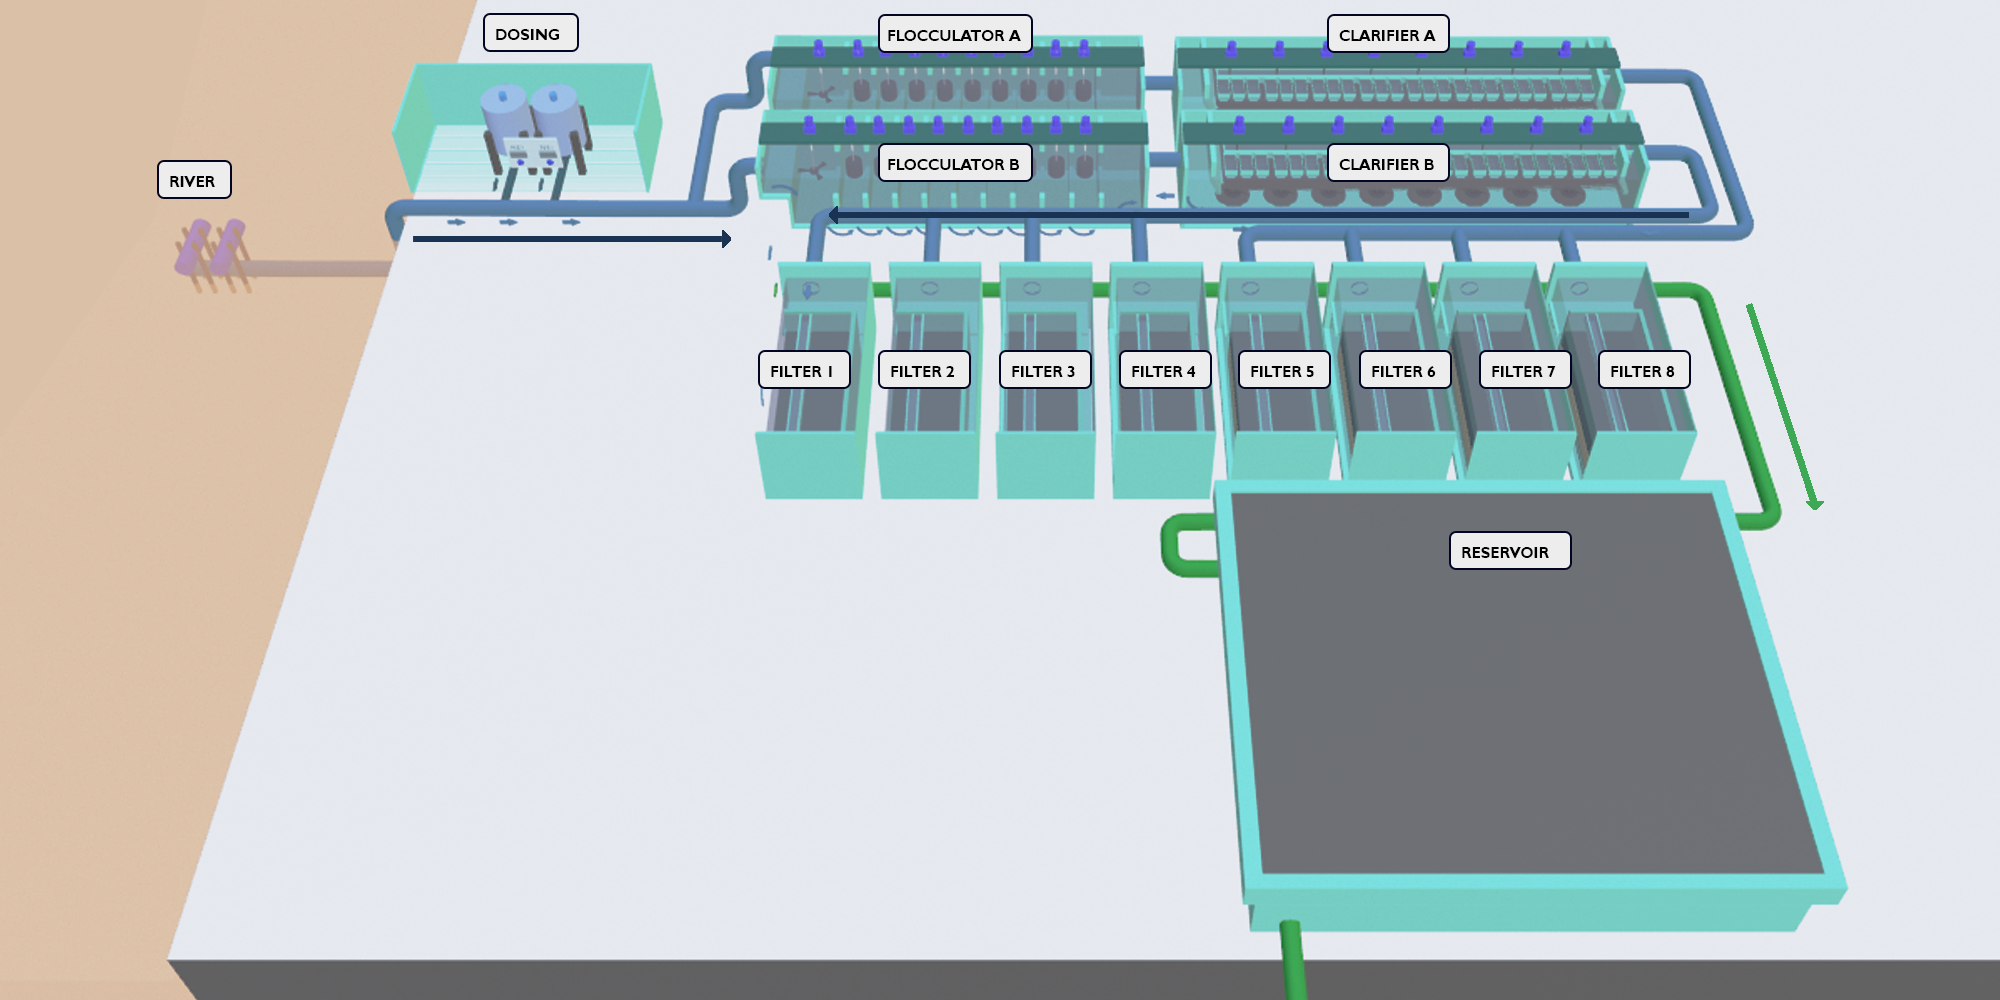 DOSING
FLOCCULATOR A
CLARIFIER A
FLOCCULATOR B
CLARIFIER B
RIVER
FILTER 1
FILTER 2
FILTER 3
FILTER 4
FILTER 5
FILTER 6
FILTER 7
FILTER 8
RESERVOIR